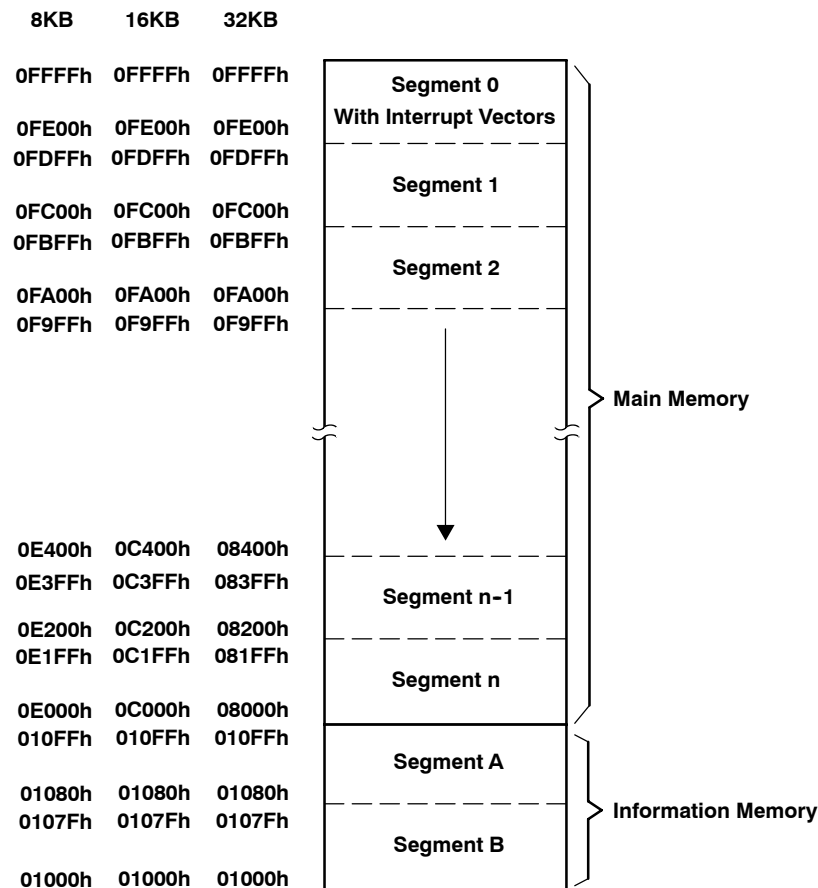 8KB 16KB 32KB
0FFFFh 0FFFFh 0FFFFh
Segment 0
With Interrupt Vectors
0FE00h 0FE00h 0FE00h
0FDFFh 0FDFFh 0FDFFh
Segment 1
0FC00h 0FC00h 0FC00h
0FBFFh 0FBFFh 0FBFFh
Segment 2
0FA00h 0FA00h 0FA00h
0F9FFh 0F9FFh 0F9FFh
Main Memory
0E400h 0C400h 08400h
0E3FFh 0C3FFh 083FFh
Segment n-1
0E200h 0C200h 08200h
0E1FFh 0C1FFh 081FFh
Segment n
0E000h 0C000h 08000h
010FFh 010FFh 010FFh
Segment A
01080h 01080h 01080h
0107Fh 0107Fh 0107Fh
Information Memory
Segment B
01000h 01000h 01000h